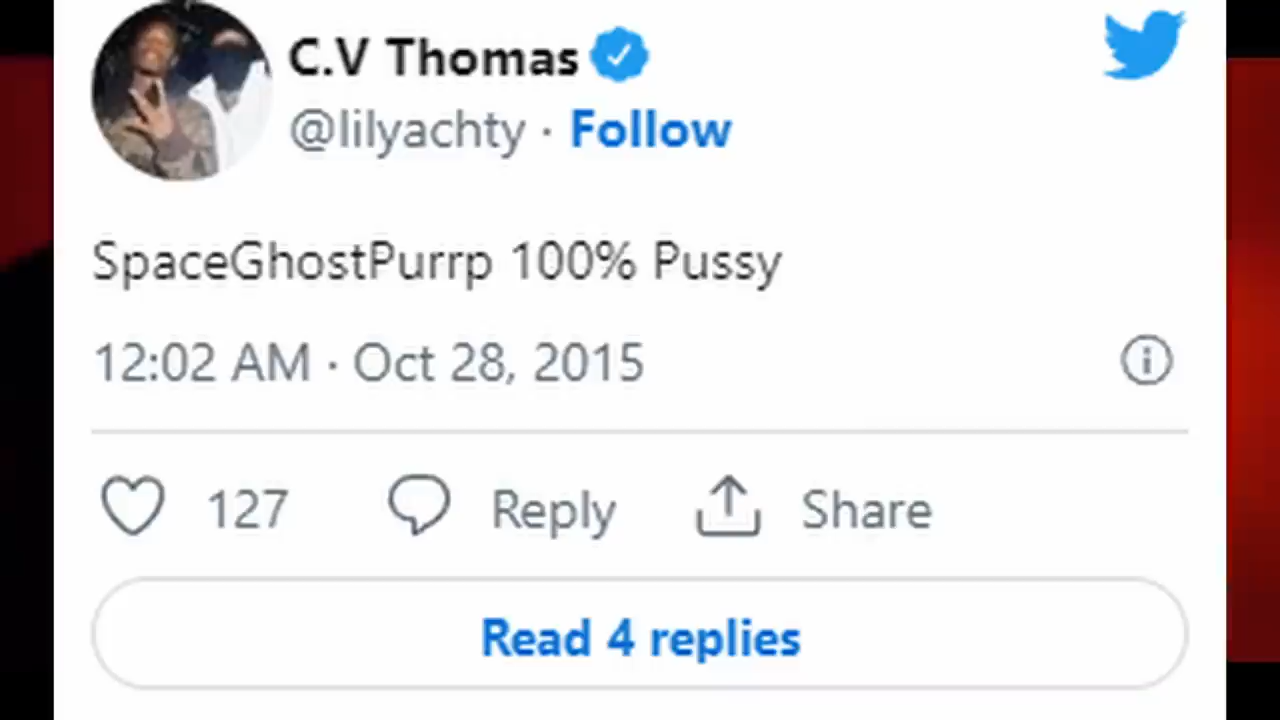 C.V Thomas
@lilyachty · Follow
SpaceGhostPurrp 100% Pussy
12:02 AM · Oct 28, 2015
127 Reply Share
Read 4 replies